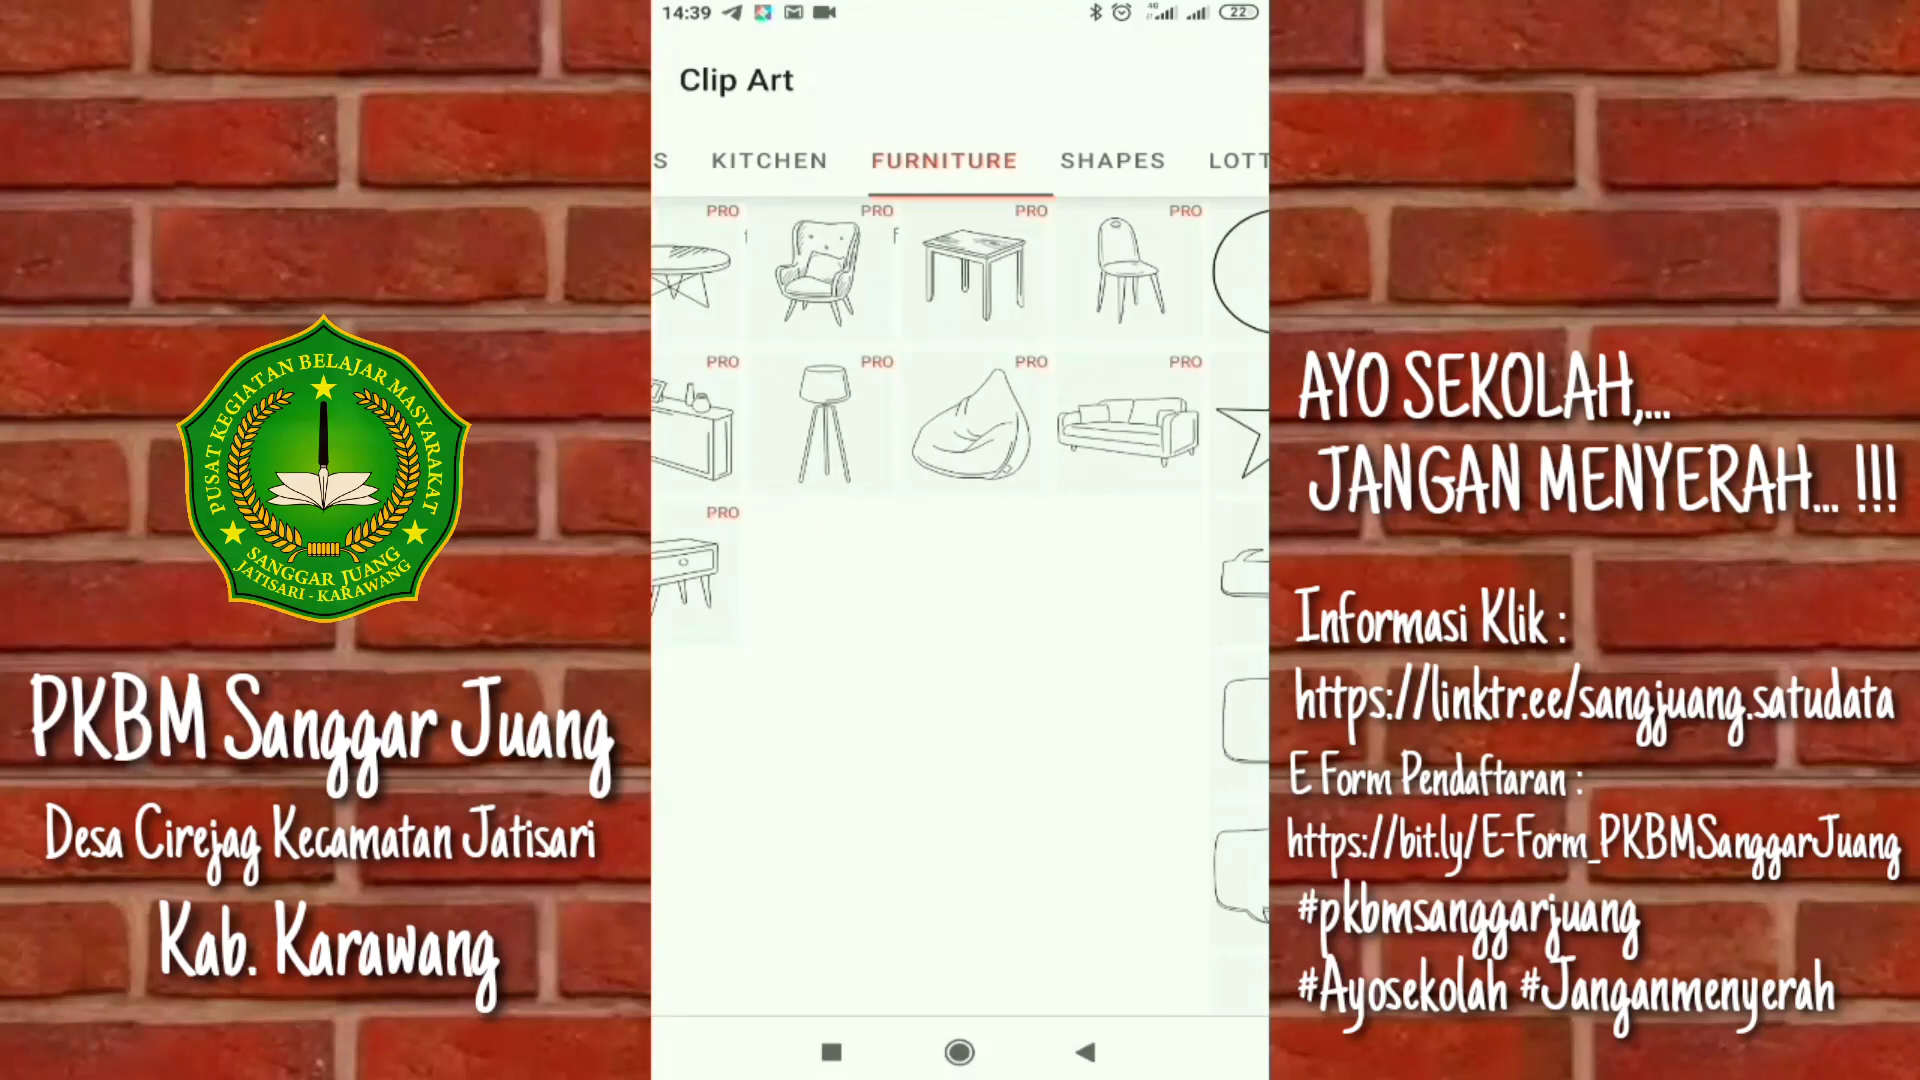 PUSAT KEGIATAN BELAJAR MASYARAKAT
SANGGAR JUANG
JATISARI - KARAWANG
PKBM Sanggar Juang
Desa Cirejag Kecamatan Jatisari
Kab. Karawang
14:39
4G
22
Clip Art
S KITCHEN FURNITURE SHAPES LOTT
PRO PRO PRO PRO
PRO PRO PRO PRO
PRO
AYO SEKOLAH,...
JANGAN MENYERAH... !!!
Informasi Klik :
https://linktr.ee/sangjuang.satudata
E Form Pendaftaran :
https://bit.ly/E-Form_PKBMSanggarJuang
#pkbmsanggarjuang
#Ayosekolah #Janganmenyerah